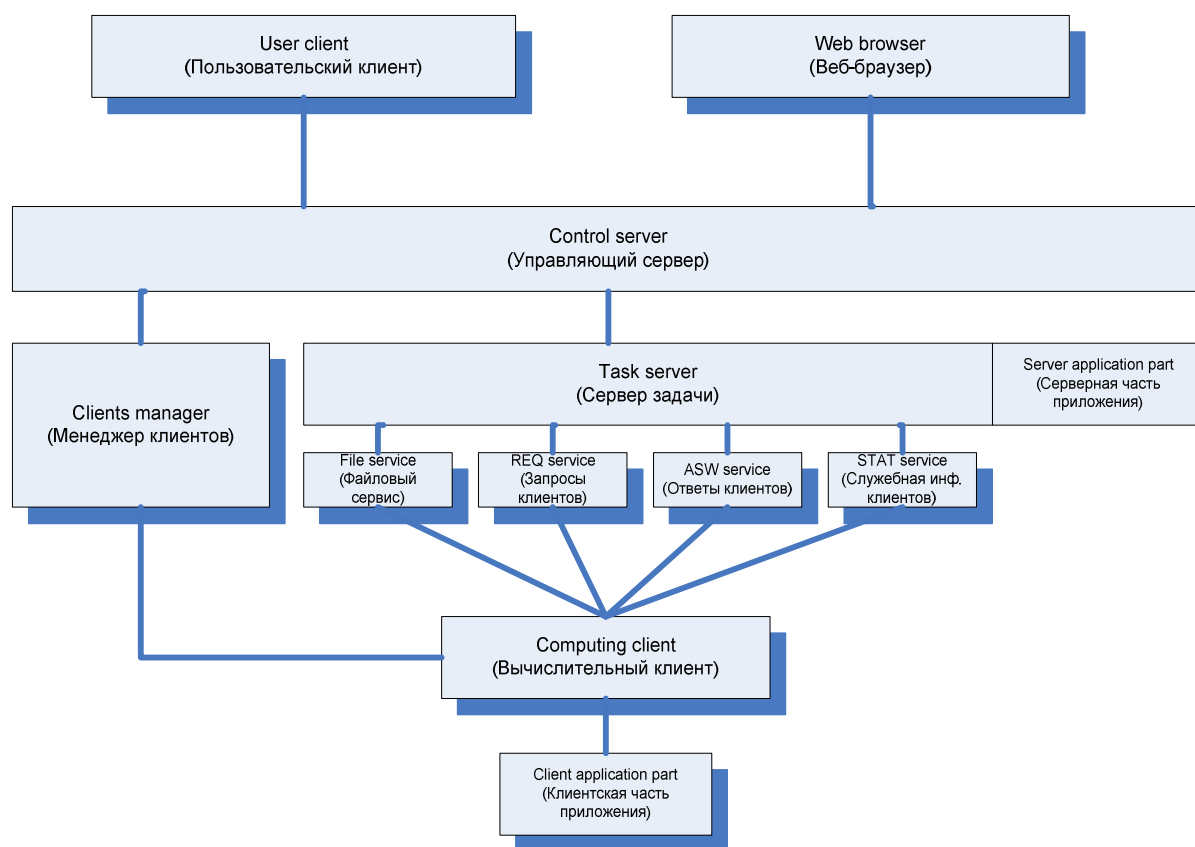 User client
(Пользовательский клиент)
Web browser
(Веб-браузер)
Control server
(Управляющий сервер)
Clients manager
(Менеджер клиентов)
Task server
(Сервер задачи)
Server application part
(Серверная часть
приложения)
File service
(Файловый
сервис)
REQ service
(Запросы
клиентов)
ASW service
(Ответы клиентов)
STAT service
(Служебная инф.
клиентов)
Computing client
(Вычислительный клиент)
Client application part
(Клиентская часть
приложения)